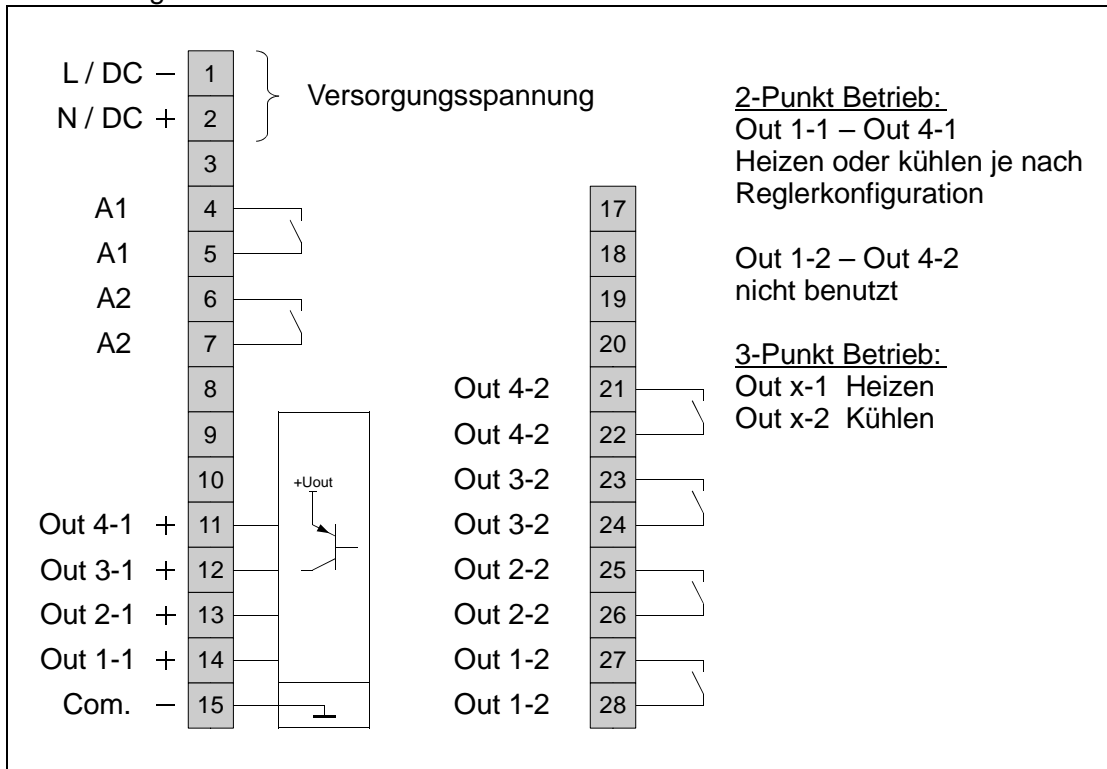 L / DC − 1
N / DC + 2
Versorgungsspannung
3
A1 4
A1 5
A2 6
A2 7
8
9
10
+Uout
Out 4-1 + 11
Out 3-1 + 12
Out 2-1 + 13
Out 1-1 + 14
Com. − 15
17
18
19
20
Out 4-2 21
Out 4-2 22
Out 3-2 23
Out 3-2 24
Out 2-2 25
Out 2-2 26
Out 1-2 27
Out 1-2 28
2-Punkt Betrieb:
Out 1-1 – Out 4-1
Heizen oder kühlen je nach
Reglerkonfiguration
Out 1-2 – Out 4-2
nicht benutzt
3-Punkt Betrieb:
Out x-1 Heizen
Out x-2 Kühlen